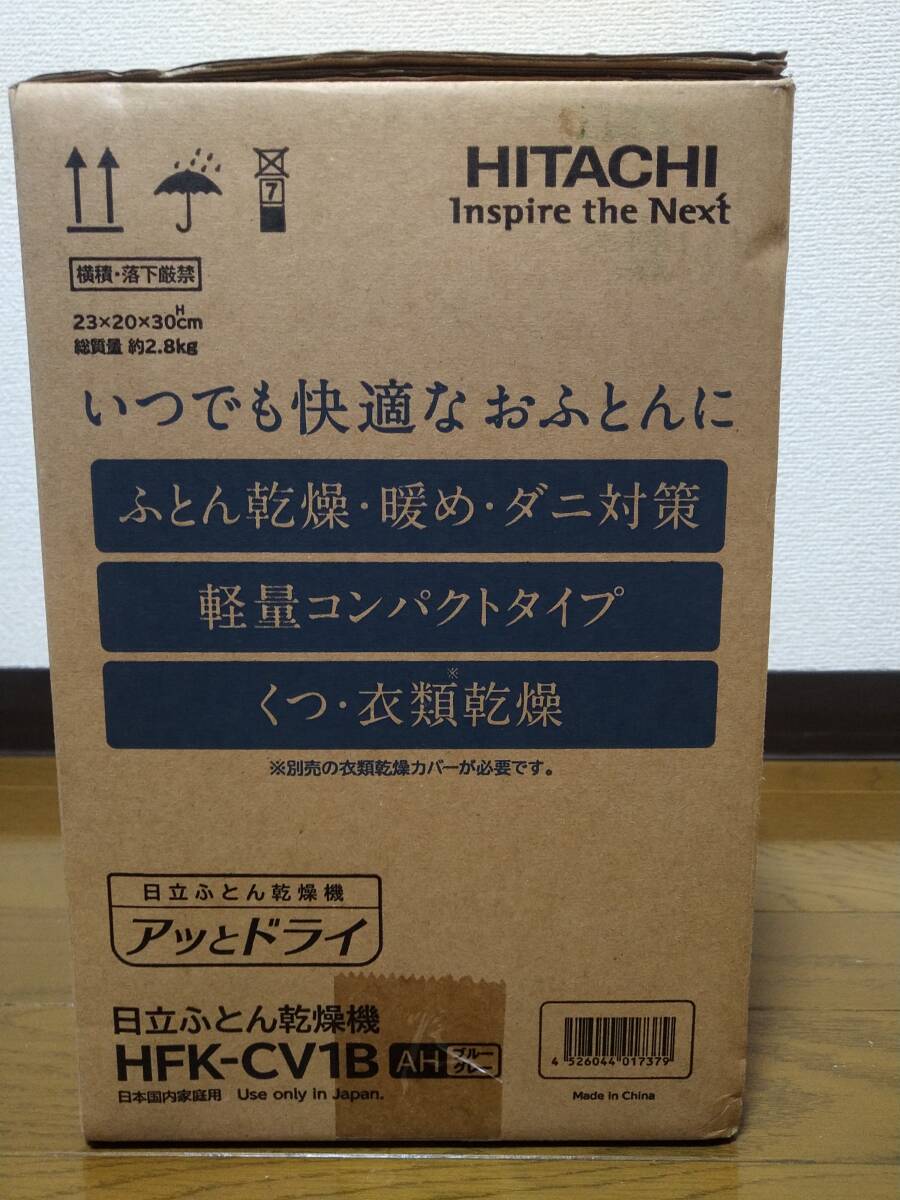 HITACHI
Inspire the Next
7
横積・落下厳禁
23×20×30cm
H
総質量 約2.8kg
いつでも快適なおふとんに
ふとん乾燥・暖め・ダニ対策
軽量コンパクトタイプ
くつ・衣類※乾燥
※別売の衣類乾燥カバーが必要です。
日立ふとん乾燥機
アッとドライ
日立ふとん乾燥機
HFK-CV1B AH ブルーグレー
日本国内家庭用 Use only in Japan.
4 526044 017379
Made in China